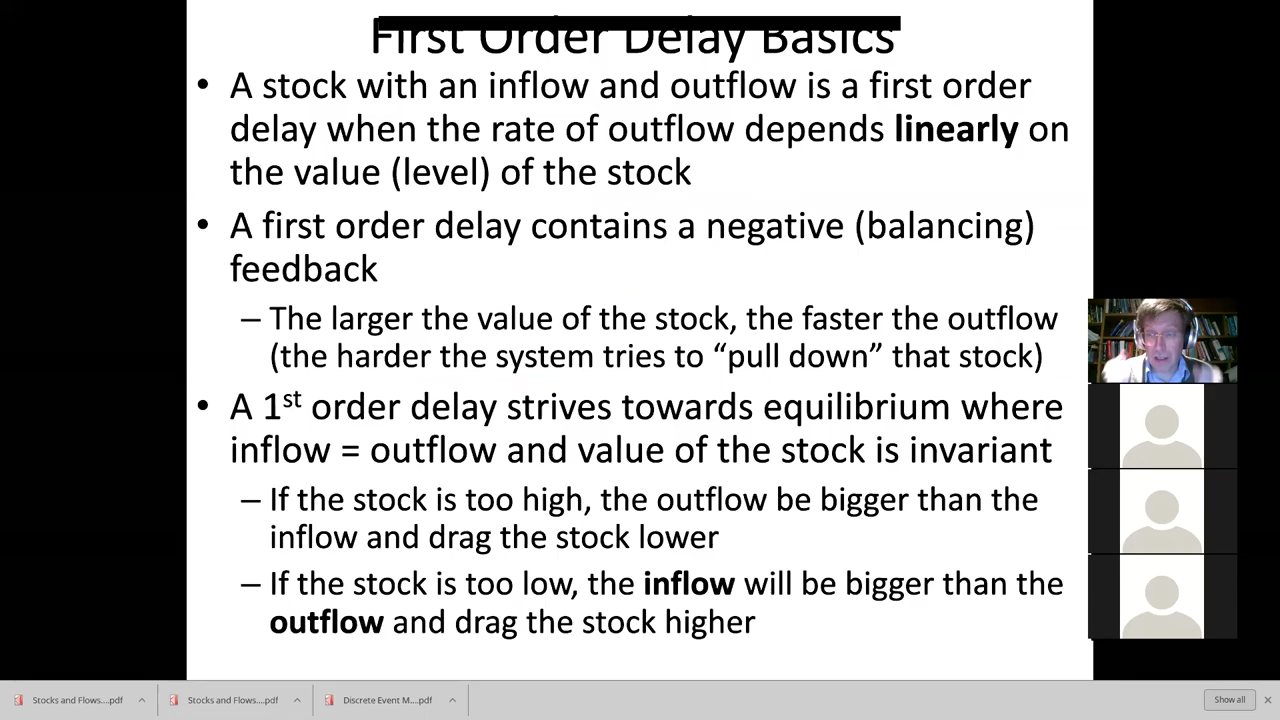 First Order Delay Basics
• A stock with an inflow and outflow is a first order
delay when the rate of outflow depends linearly on
the value (level) of the stock
• A first order delay contains a negative (balancing)
feedback
– The larger the value of the stock, the faster the outflow
(the harder the system tries to “pull down” that stock)
• A 1st order delay strives towards equilibrium where
inflow = outflow and value of the stock is invariant
– If the stock is too high, the outflow be bigger than the
inflow and drag the stock lower
– If the stock is too low, the inflow will be bigger than the
outflow and drag the stock higher
Stocks and Flows....pdf
Stocks and Flows....pdf
Discrete Event M....pdf
Show all